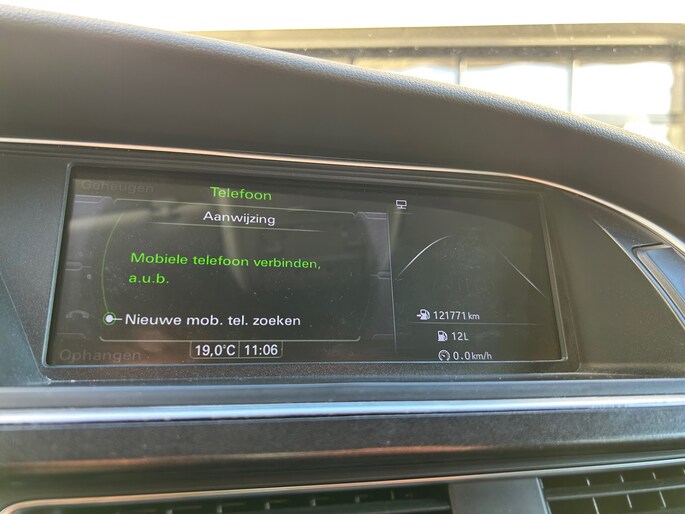 Geheugen
Telefoon
Aanwijzing
Mobiele telefoon verbinden,
a.u.b.
Nieuwe mob. tel. zoeken
Ophangen
19,0°C 11:06
121771 km
12L
0.0 km/h